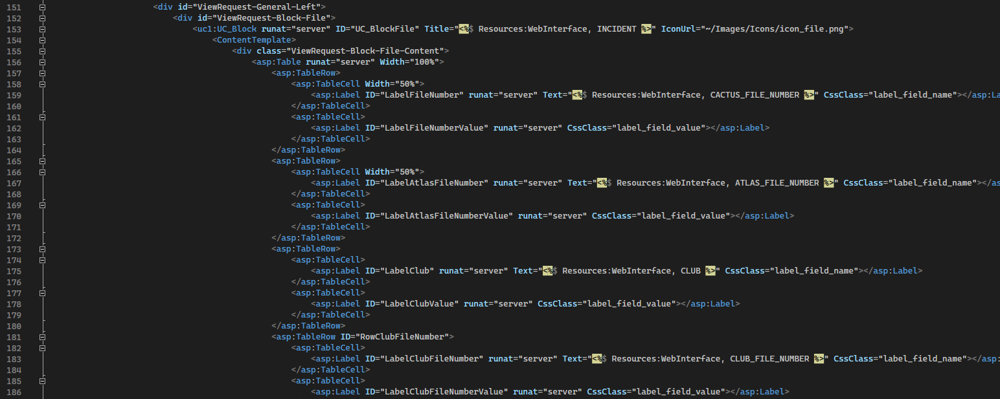 151 <div id="ViewRequest-General-Left">
152 <div id="ViewRequest-Block-File">
153 <uc1:UC_Block runat="server" ID="UC_BlockFile" Title="<%$ Resources:WebInterface, INCIDENT %>" IconUrl="~/Images/Icons/icon_file.png">
154 <ContentTemplate>
155 <div class="ViewRequest-Block-File-Content">
156 <asp:Table runat="server" Width="100%">
157 <asp:TableRow>
158 <asp:TableCell Width="50%">
159 <asp:Label ID="LabelFileNumber" runat="server" Text="<%$ Resources:WebInterface, CACTUS_FILE_NUMBER %>" CssClass="label_field_name"></asp:La
160 </asp:TableCell>
161 <asp:TableCell>
162 <asp:Label ID="LabelFileNumberValue" runat="server" CssClass="label_field_value"></asp:Label>
163 </asp:TableCell>
164 </asp:TableRow>
165 <asp:TableRow>
166 <asp:TableCell Width="50%">
167 <asp:Label ID="LabelAtlasFileNumber" runat="server" Text="<%$ Resources:WebInterface, ATLAS_FILE_NUMBER %>" CssClass="label_field_name"></as
168 </asp:TableCell>
169 <asp:TableCell>
170 <asp:Label ID="LabelAtlasFileNumberValue" runat="server" CssClass="label_field_value"></asp:Label>
171 </asp:TableCell>
172 </asp:TableRow>
173 <asp:TableRow>
174 <asp:TableCell>
175 <asp:Label ID="LabelClub" runat="server" Text="<%$ Resources:WebInterface, CLUB %>" CssClass="label_field_name"></asp:Label>
176 </asp:TableCell>
177 <asp:TableCell>
178 <asp:Label ID="LabelClubValue" runat="server" CssClass="label_field_value"></asp:Label>
179 </asp:TableCell>
180 </asp:TableRow>
181 <asp:TableRow ID="RowClubFileNumber">
182 <asp:TableCell>
183 <asp:Label ID="LabelClubFileNumber" runat="server" Text="<%$ Resources:WebInterface, CLUB_FILE_NUMBER %>" CssClass="label_field_name"></asp:
184 </asp:TableCell>
185 <asp:TableCell>
186 <asp:Label ID="LabelClubFileNumberValue" runat="server" CssClass="label_field_value"></asp:Label>